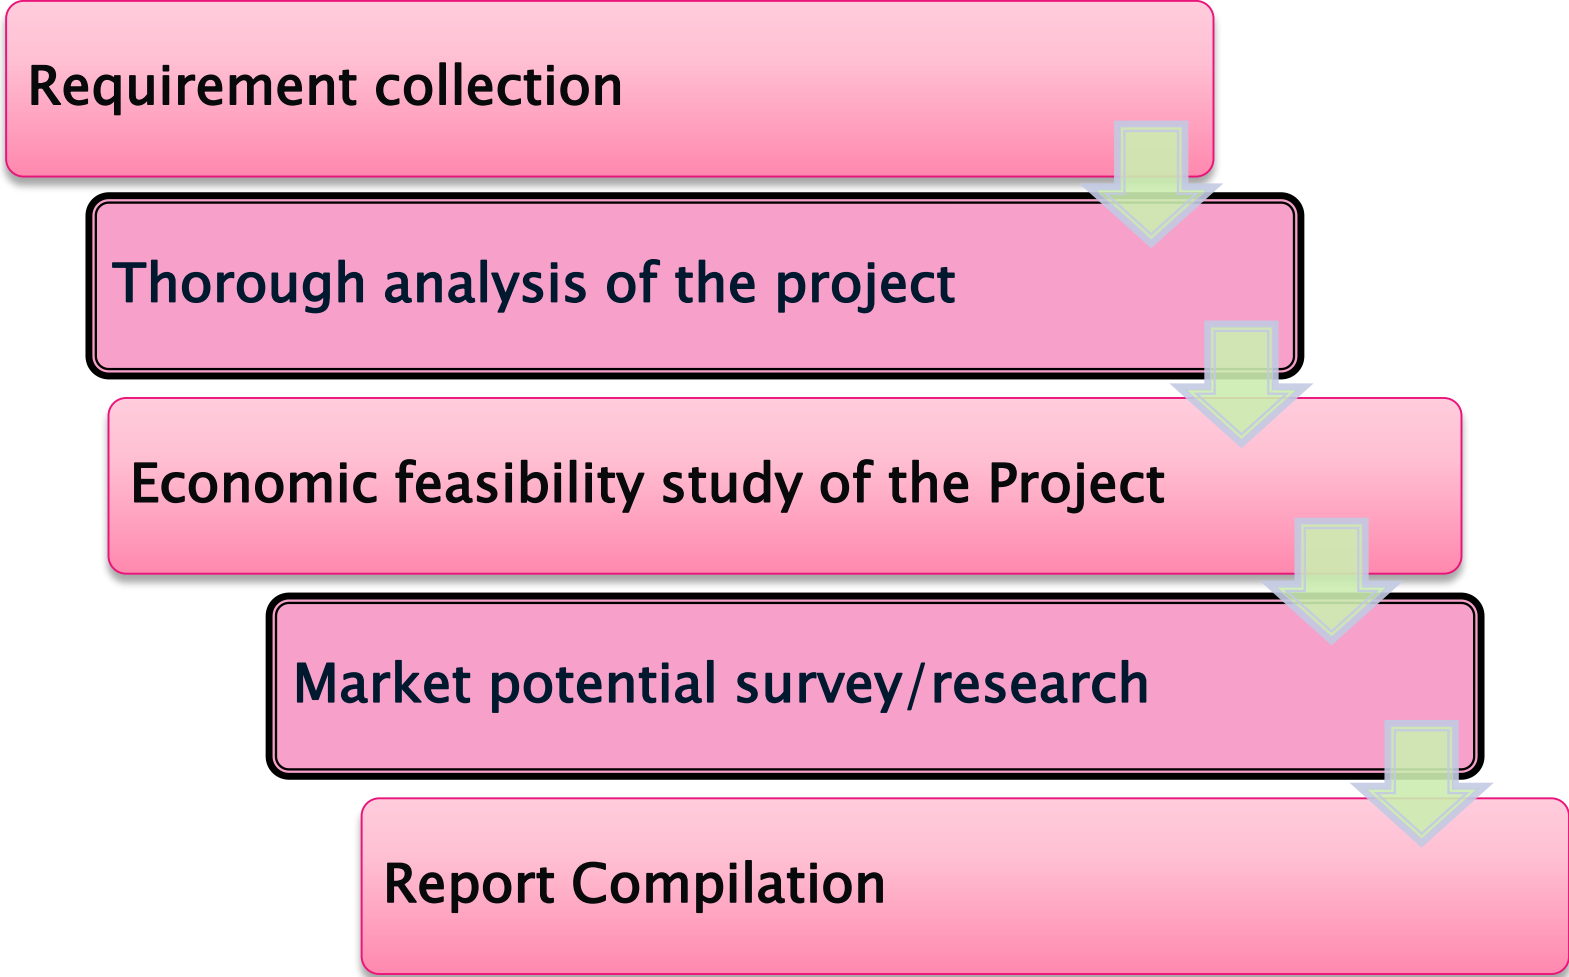 Requirement collection
Thorough analysis of the project
Economic feasibility study of the Project
Market potential survey/research
Report Compilation